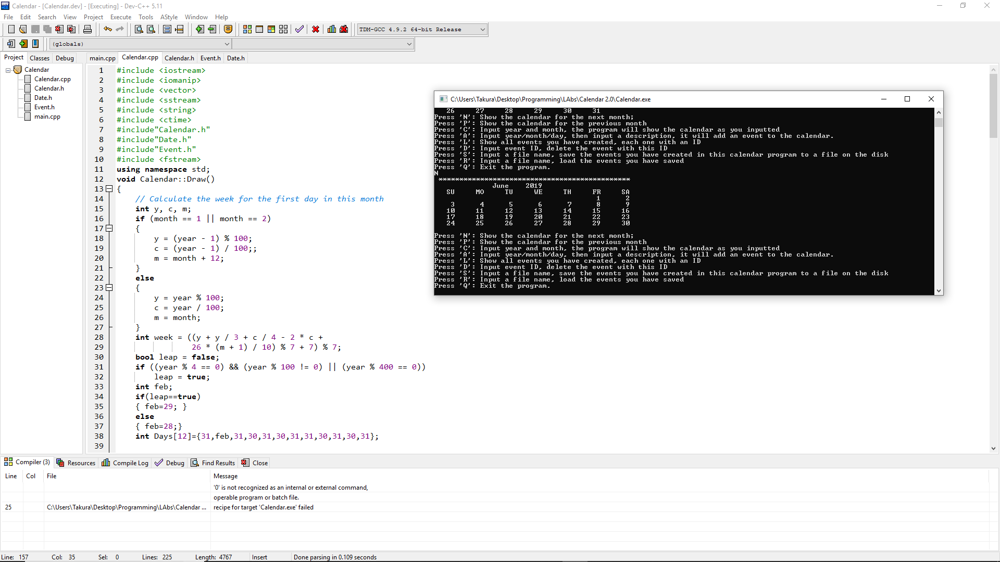 Calendar - [Calendar.dev] - [Executing] - Dev-C++ 5.11
File Edit Search View Project Execute Tools AStyle Window Help
TDM-GCC 4.9.2 64-bit Release
(globals)
Project Classes Debug
main.cpp Calendar.cpp Calendar.h Event.h Date.h
Calendar
Calendar.cpp
Calendar.h
Date.h
Event.h
main.cpp
1 #include <iostream>
2 #include <iomanip>
3 #include <vector>
4 #include <sstream>
5 #include <string>
6 #include <ctime>
7 #include"Calendar.h"
8 #include"Date.h"
9 #include"Event.h"
10 #include <fstream>
11 using namespace std;
12 void Calendar::Draw()
13 {
14 // Calculate the week for the first day in this month
15 int y, c, m;
16 if (month == 1 || month == 2)
17 {
18 y = (year - 1) % 100;
19 c = (year - 1) / 100;;
20 m = month + 12;
21 }
22 else
23 {
24 y = year % 100;
25 c = year / 100;
26 m = month;
27 }
28 int week = ((y + y / 3 + c / 4 - 2 * c +
29 26 * (m + 1) / 10) % 7 + 7) % 7;
30 bool leap = false;
31 if ((year % 4 == 0) && (year % 100 != 0) || (year % 400 == 0))
32 leap = true;
33 int feb;
34 if(leap==true)
35 { feb=29; }
36 else
37 { feb=28;}
38 int Days[12]={31,feb,31,30,31,30,31,31,30,31,30,31};
39
C:\Users\Takura\Desktop\Programming\LAbs\Calendar 2.0\Calendar.exe
26 27 28 29 30 31
Press 'N': Show the calendar for the next month;
Press 'P': Show the calendar for the previous month
Press 'C': Input year and month, the program will show the calendar as you inputted
Press 'A': Input year/month/day, then input a description, it will add an event to the calendar.
Press 'L': Show all events you have created, each one with an ID
Press 'D': Input event ID, delete the event with this ID
Press 'S': Input a file name, save the events you have created in this calendar program to a file on the disk
Press 'R': Input a file name, load the events you have saved
Press 'Q': Exit the program.
N
**********************************************
June 2019
SU MO TU WE TH FR SA
1 2
3 4 5 6 7 8 9
10 11 12 13 14 15 16
17 18 19 20 21 22 23
24 25 26 27 28 29 30
Press 'N': Show the calendar for the next month;
Press 'P': Show the calendar for the previous month
Press 'C': Input year and month, the program will show the calendar as you inputted
Press 'A': Input year/month/day, then input a description, it will add an event to the calendar.
Press 'L': Show all events you have created, each one with an ID
Press 'D': Input event ID, delete the event with this ID
Press 'S': Input a file name, save the events you have created in this calendar program to a file on the disk
Press 'R': Input a file name, load the events you have saved
Press 'Q': Exit the program.
Compiler (3) Resources Compile Log Debug Find Results Close
Line Col File Message
'0' is not recognized as an internal or external command,
operable program or batch file.
25 C:\Users\Takura\Desktop\Programming\LAbs\Calendar ... recipe for target 'Calendar.exe' failed
Line: 157 Col: 35 Sel: 0 Lines: 225 Length: 4767 Insert Done parsing in 0.109 seconds